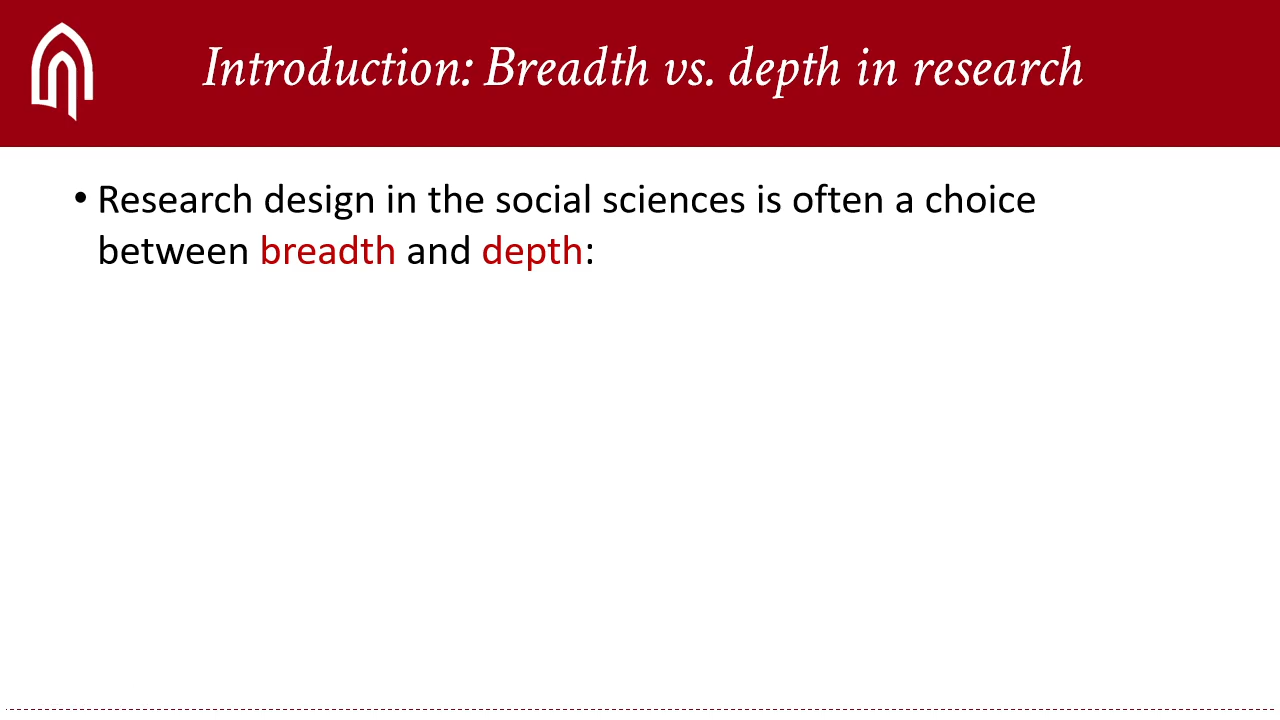 Introduction: Breadth vs. depth in research
• Research design in the social sciences is often a choice
between breadth and depth: